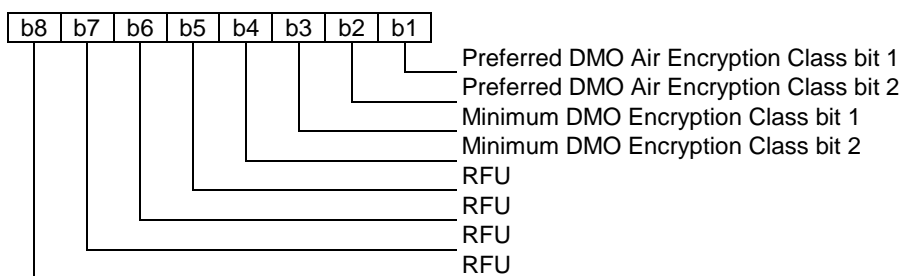 b8 b7 b6 b5 b4 b3 b2 b1
Preferred DMO Air Encryption Class bit 1
Preferred DMO Air Encryption Class bit 2
Minimum DMO Encryption Class bit 1
Minimum DMO Encryption Class bit 2
RFU
RFU
RFU
RFU